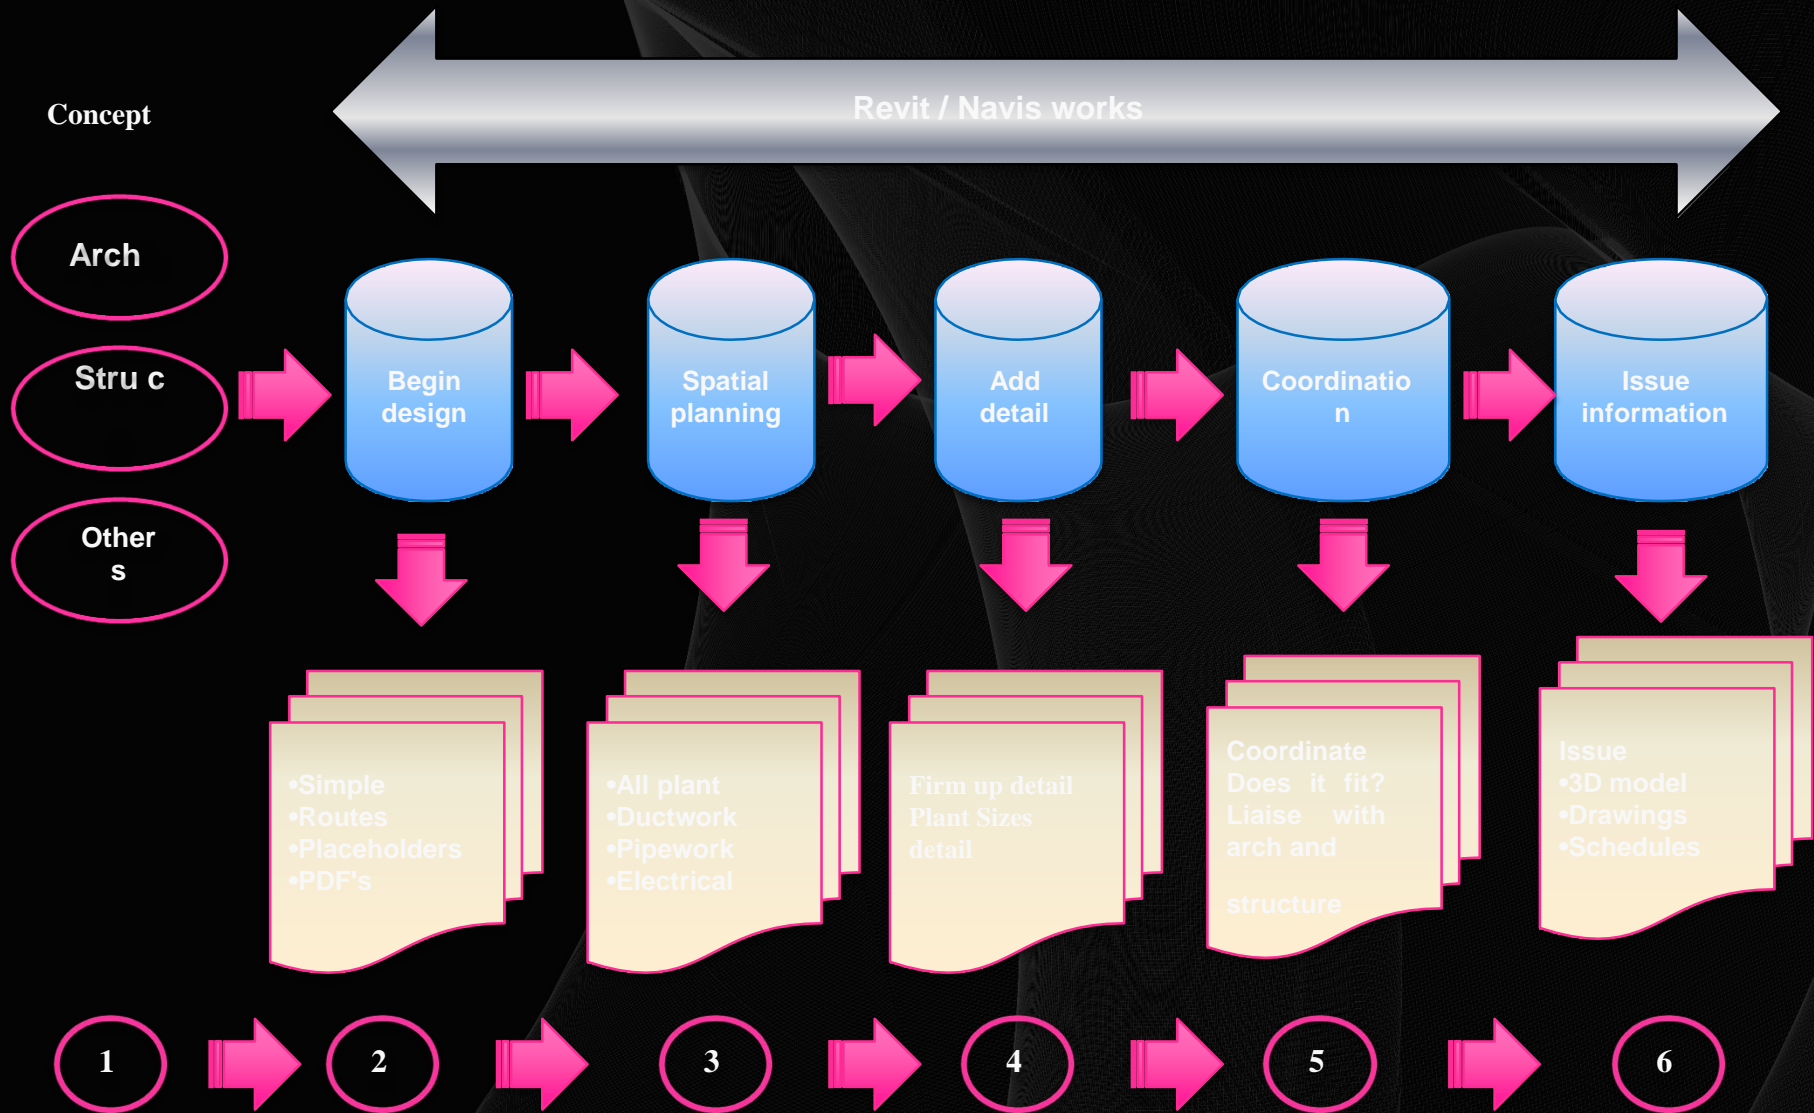 Revit / Navis works
Concept
Arch
Stru c
Other
s
Begin
design
Spatial
planning
Add
detail
Coordinatio
n
Issue
information
•Simple
•Routes
•Placeholders
•PDF's
•All plant
•Ductwork
•Pipework
•Electrical
Firm up detail
Plant Sizes
detail
Coordinate
Does it fit?
Liaise with
arch and
structure
Issue
•3D model
•Drawings
•Schedules
1
2
3
4
5
6